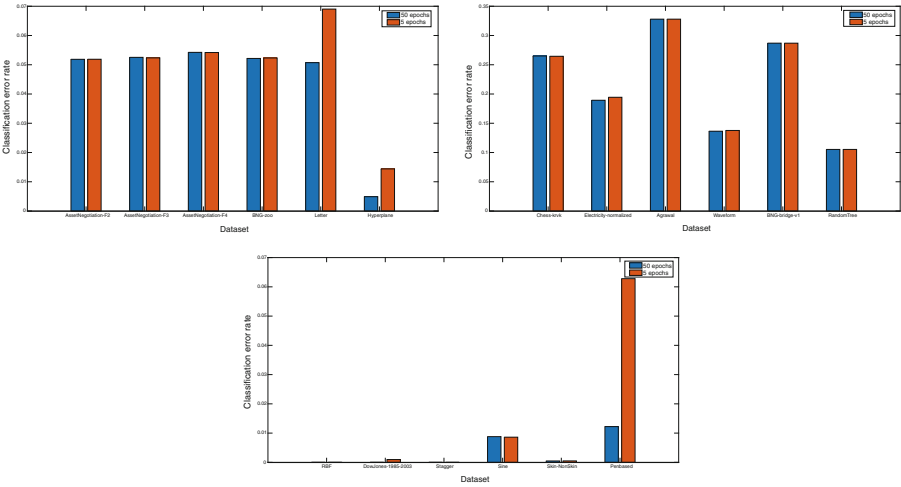 0.07
0.06
0.05
0.04
0.03
0.02
0.01
0
Classification error rate
50 epochs
5 epochs
AssetNegotiation-F2 AssetNegotiation-F3 AssetNegotiation-F4 BNG-zoo Letter Hyperplane
Dataset
0.35
0.3
0.25
0.2
0.15
0.1
0.05
0
Classification error rate
50 epochs
5 epochs
Chess-krvk Electricity-normalized Agrawal Waveform BNG-bridge-v1 RandomTree
Dataset
0.07
0.06
0.05
0.04
0.03
0.02
0.01
0
Classification error rate
50 epochs
5 epochs
RBF DowJones-1985-2003 Stagger Sine Skin-NonSkin Penbased
Dataset